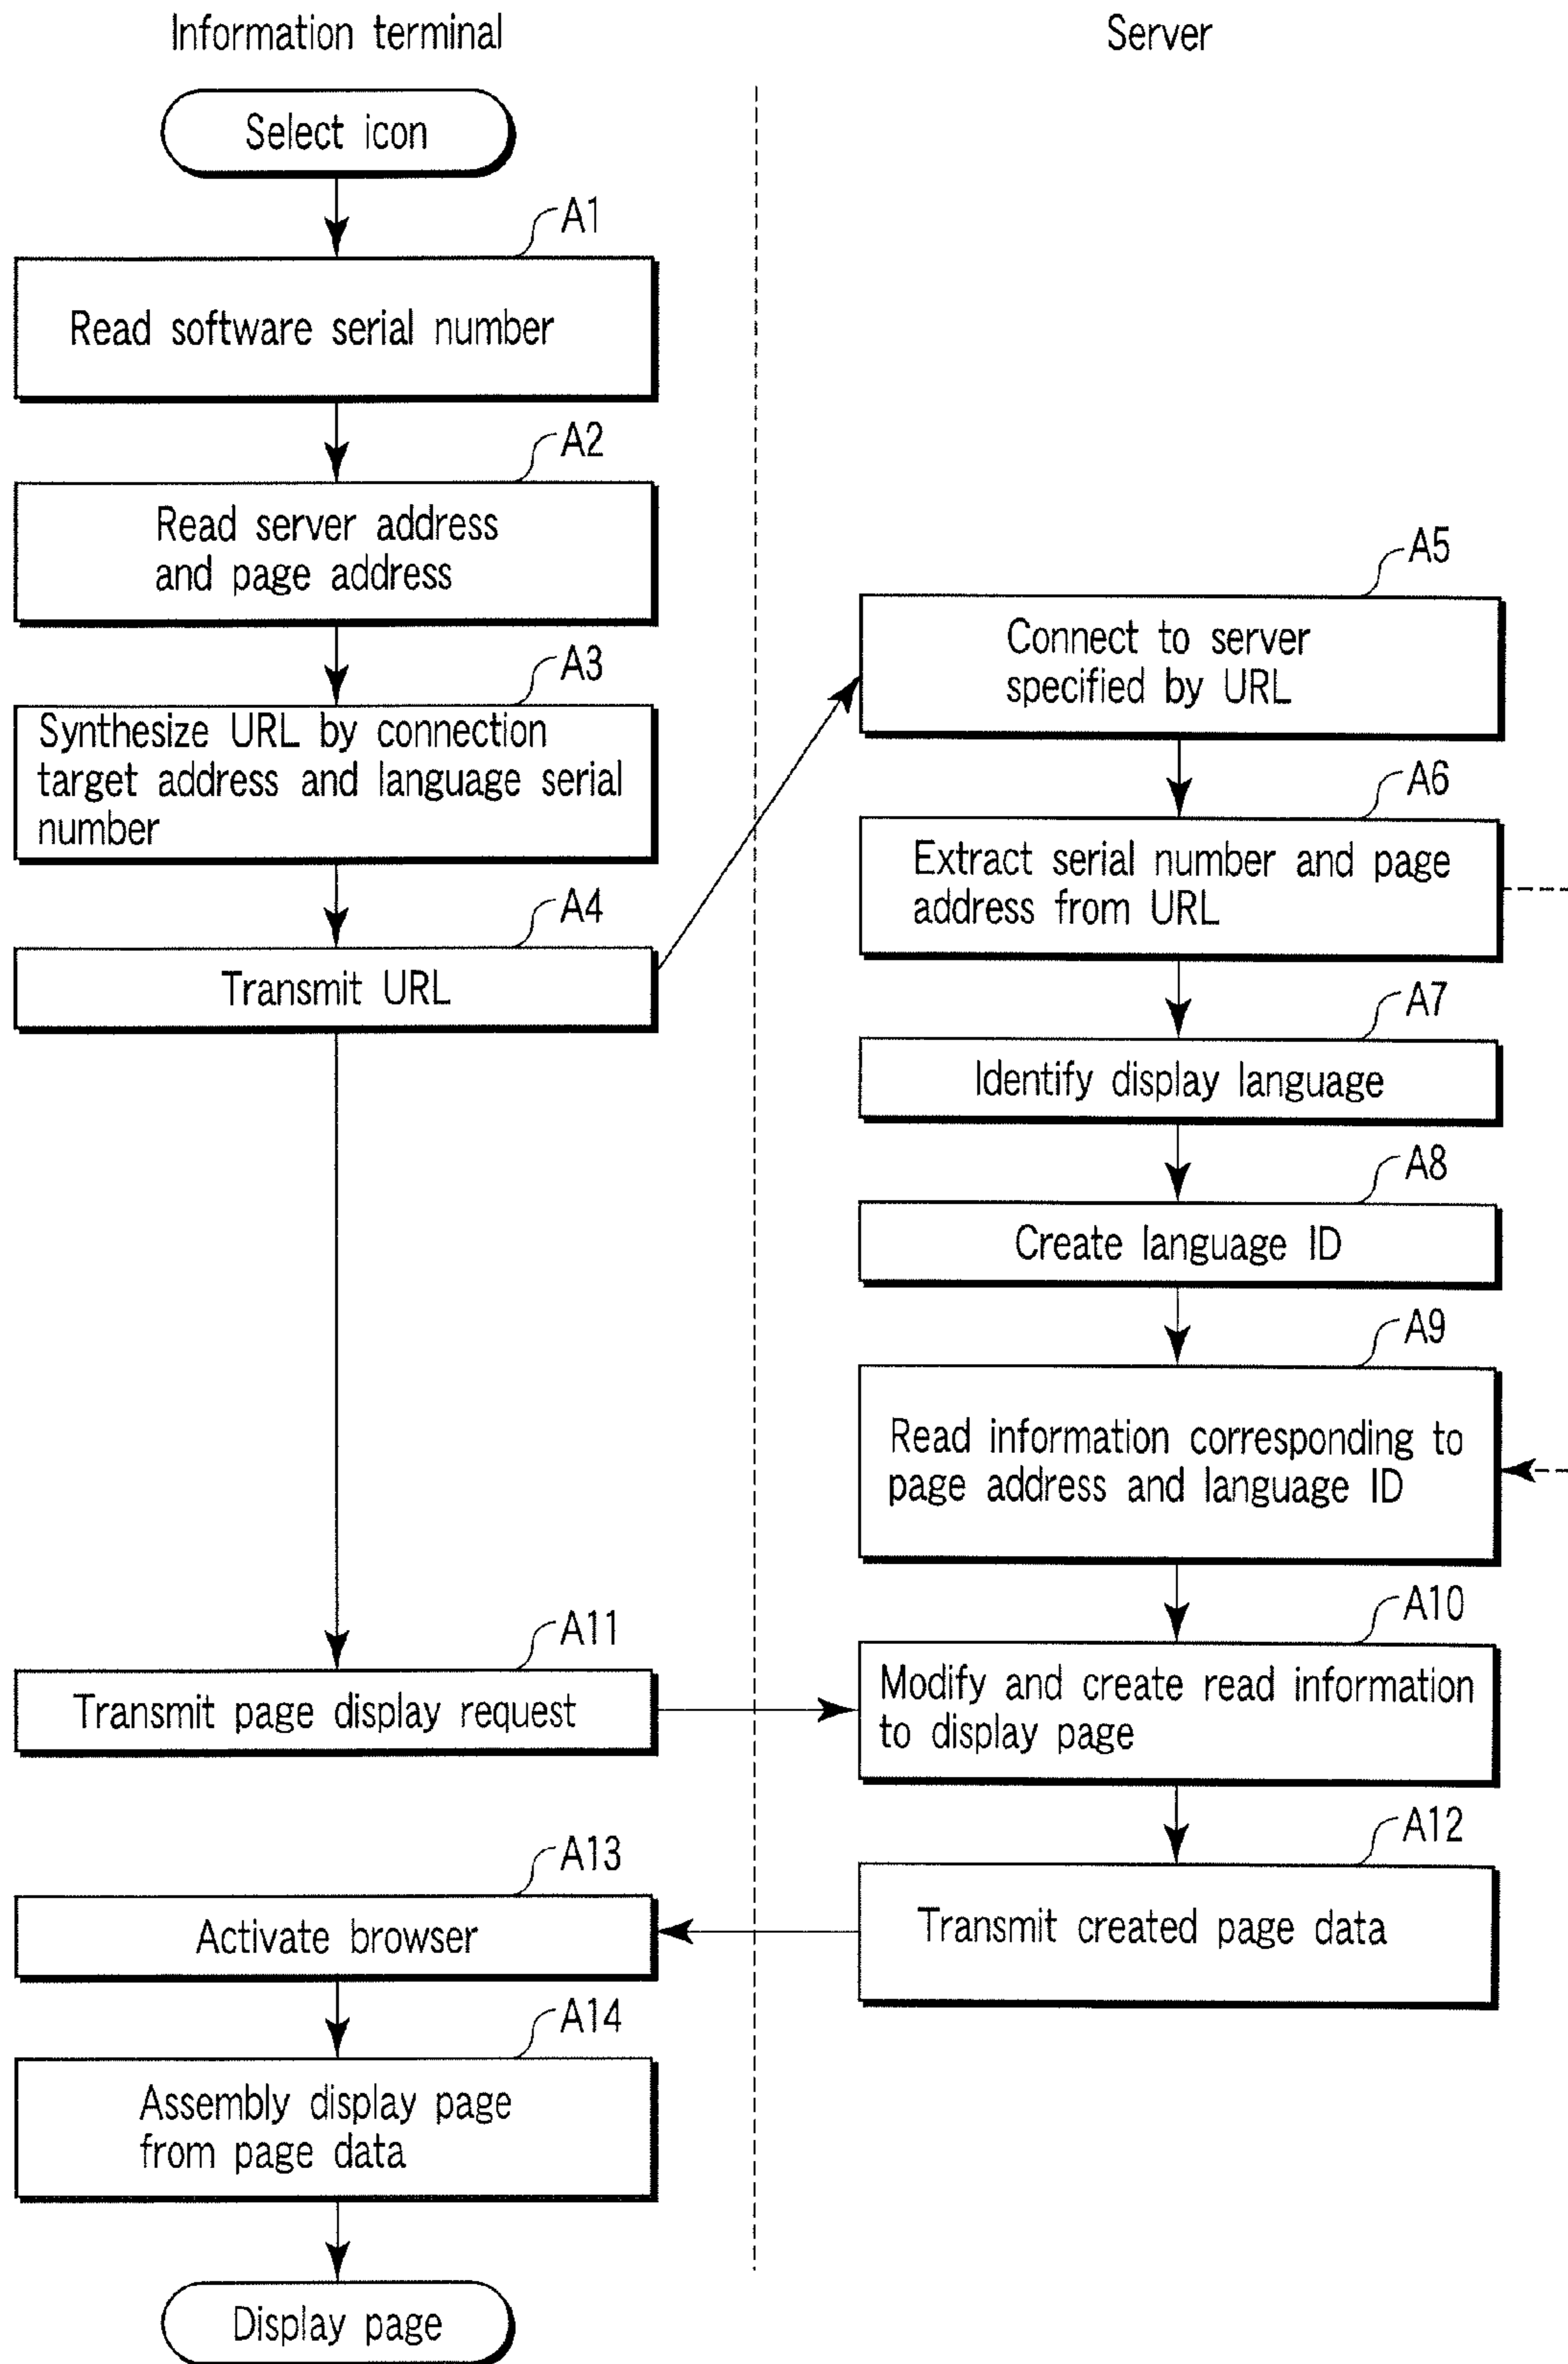 Information terminal
Server
Select icon
A1
Read software serial number
A2
Read server address
and page address
A3
Synthesize URL by connection
target address and language serial
number
A4
Transmit URL
A5
Connect to server
specified by URL
A6
Extract serial number and page
address from URL
A7
Identify display language
A8
Create language ID
A9
Read information corresponding to
page address and language ID
A11
Transmit page display request
A10
Modify and create read information
to display page
A12
Transmit created page data
A13
Activate browser
A14
Assembly display page
from page data
Display page